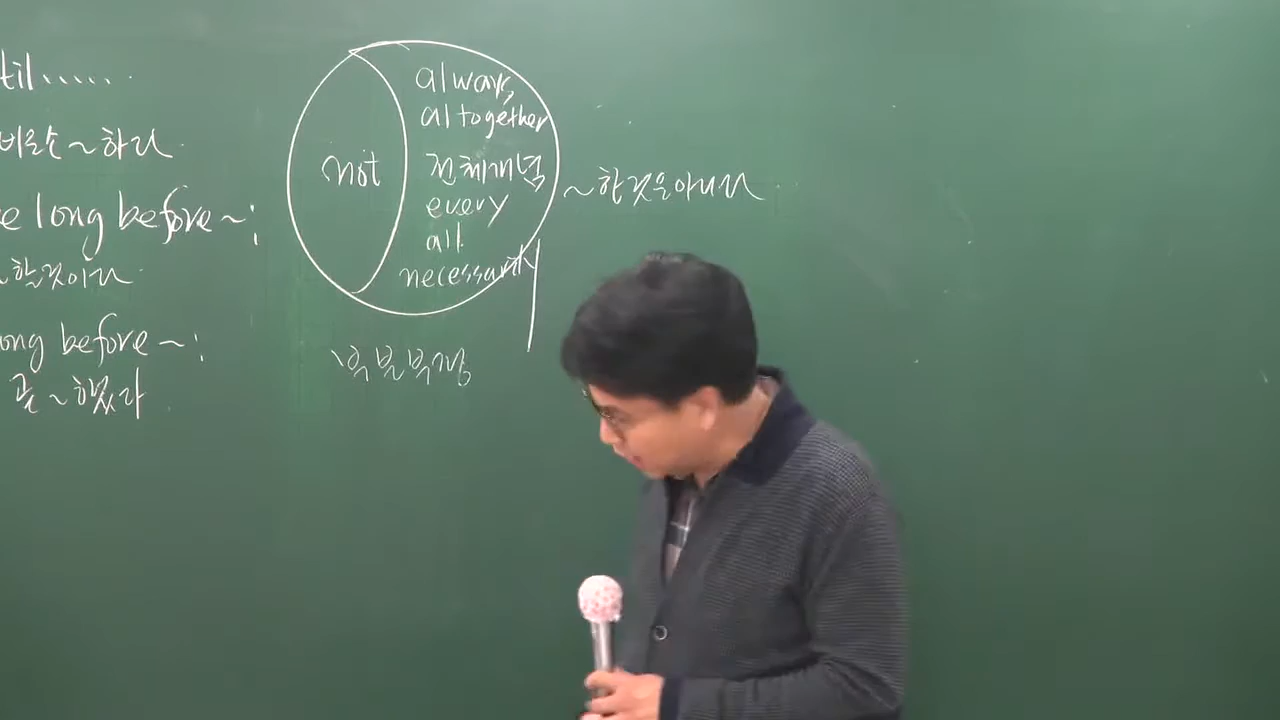 til ......
비로소 ~ 하다
e long before ~ ;
할것이다
ong before ~ ;
곧 ~ 했다
not
always,
altogether
전체개념
every
all
necessarily
~한 것은 아니다
부분부정